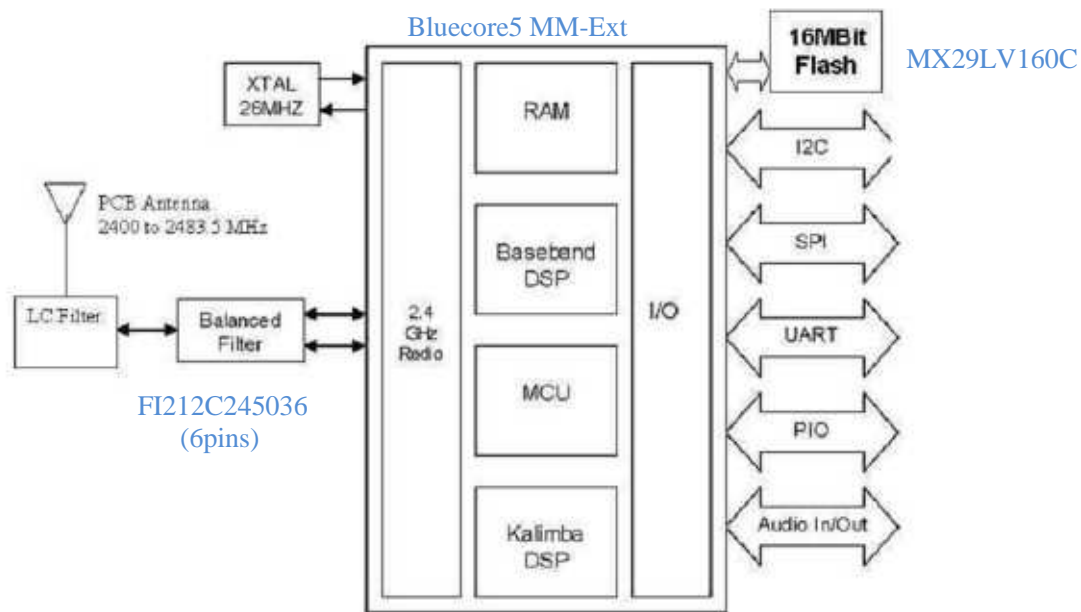 Bluecore5 MM-Ext
16MBit
Flash
MX29LV160C
XTAL
26MHZ
RAM
I2C
PCB Antenna
2400 to 2483.5 MHz
Baseband
DSP
SPI
LC Filter
Balanced
Filter
2.4
GHz
Radio
I/O
UART
FI212C245036
(6pins)
MCU
PIO
Kalimba
DSP
Audio In/Out